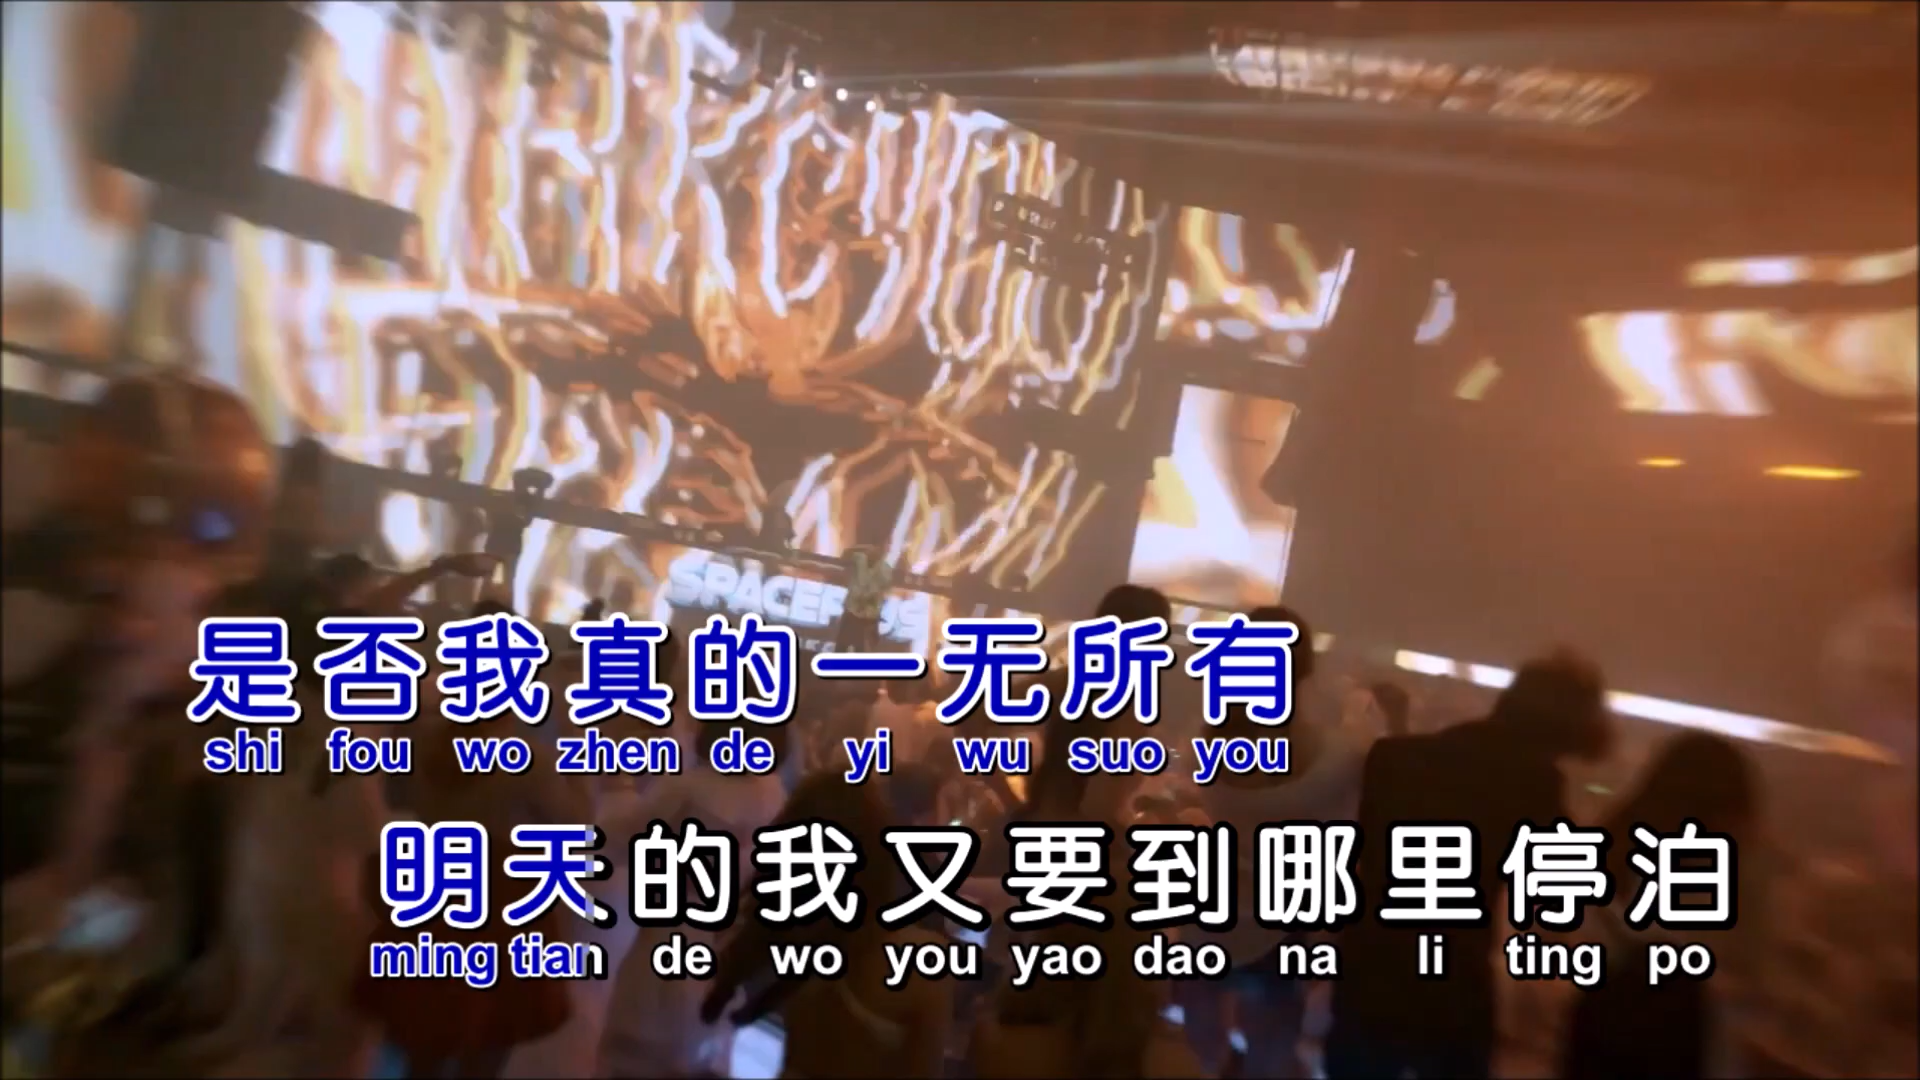 是否我真的一无所有
shi fou wo zhen de yi wu suo you
明天的我又要到哪里停泊
ming tian de wo you yao dao na li ting po